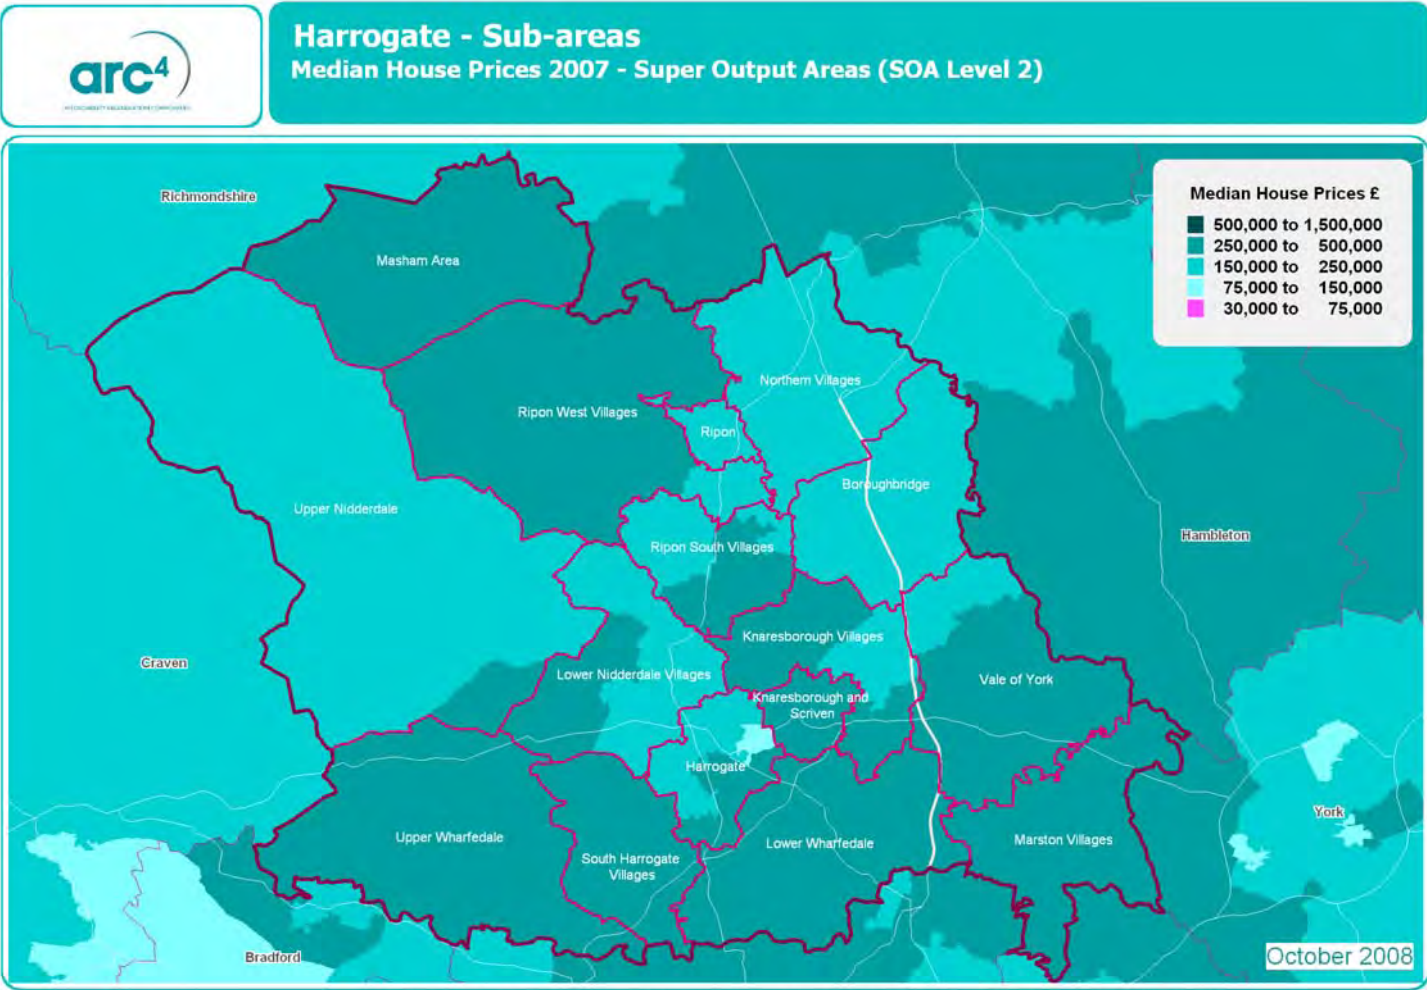 arc4
Harrogate - Sub-areas
Median House Prices 2007 - Super Output Areas (SOA Level 2)
Richmondshire
Masham Area
Median House Prices £
500,000 to 1,500,000
250,000 to 500,000
150,000 to 250,000
75,000 to 150,000
30,000 to 75,000
Northern Villages
Ripon West Villages
Ripon
Boroughbridge
Upper Nidderdale
Hambleton
Ripon South Villages
Knaresborough Villages
Craven
Lower Nidderdale Villages
Vale of York
Knaresborough and
Scriven
Harrogate
York
Upper Wharfedale
Lower Wharfedale
Marston Villages
South Harrogate
Villages
Bradford
October 2008